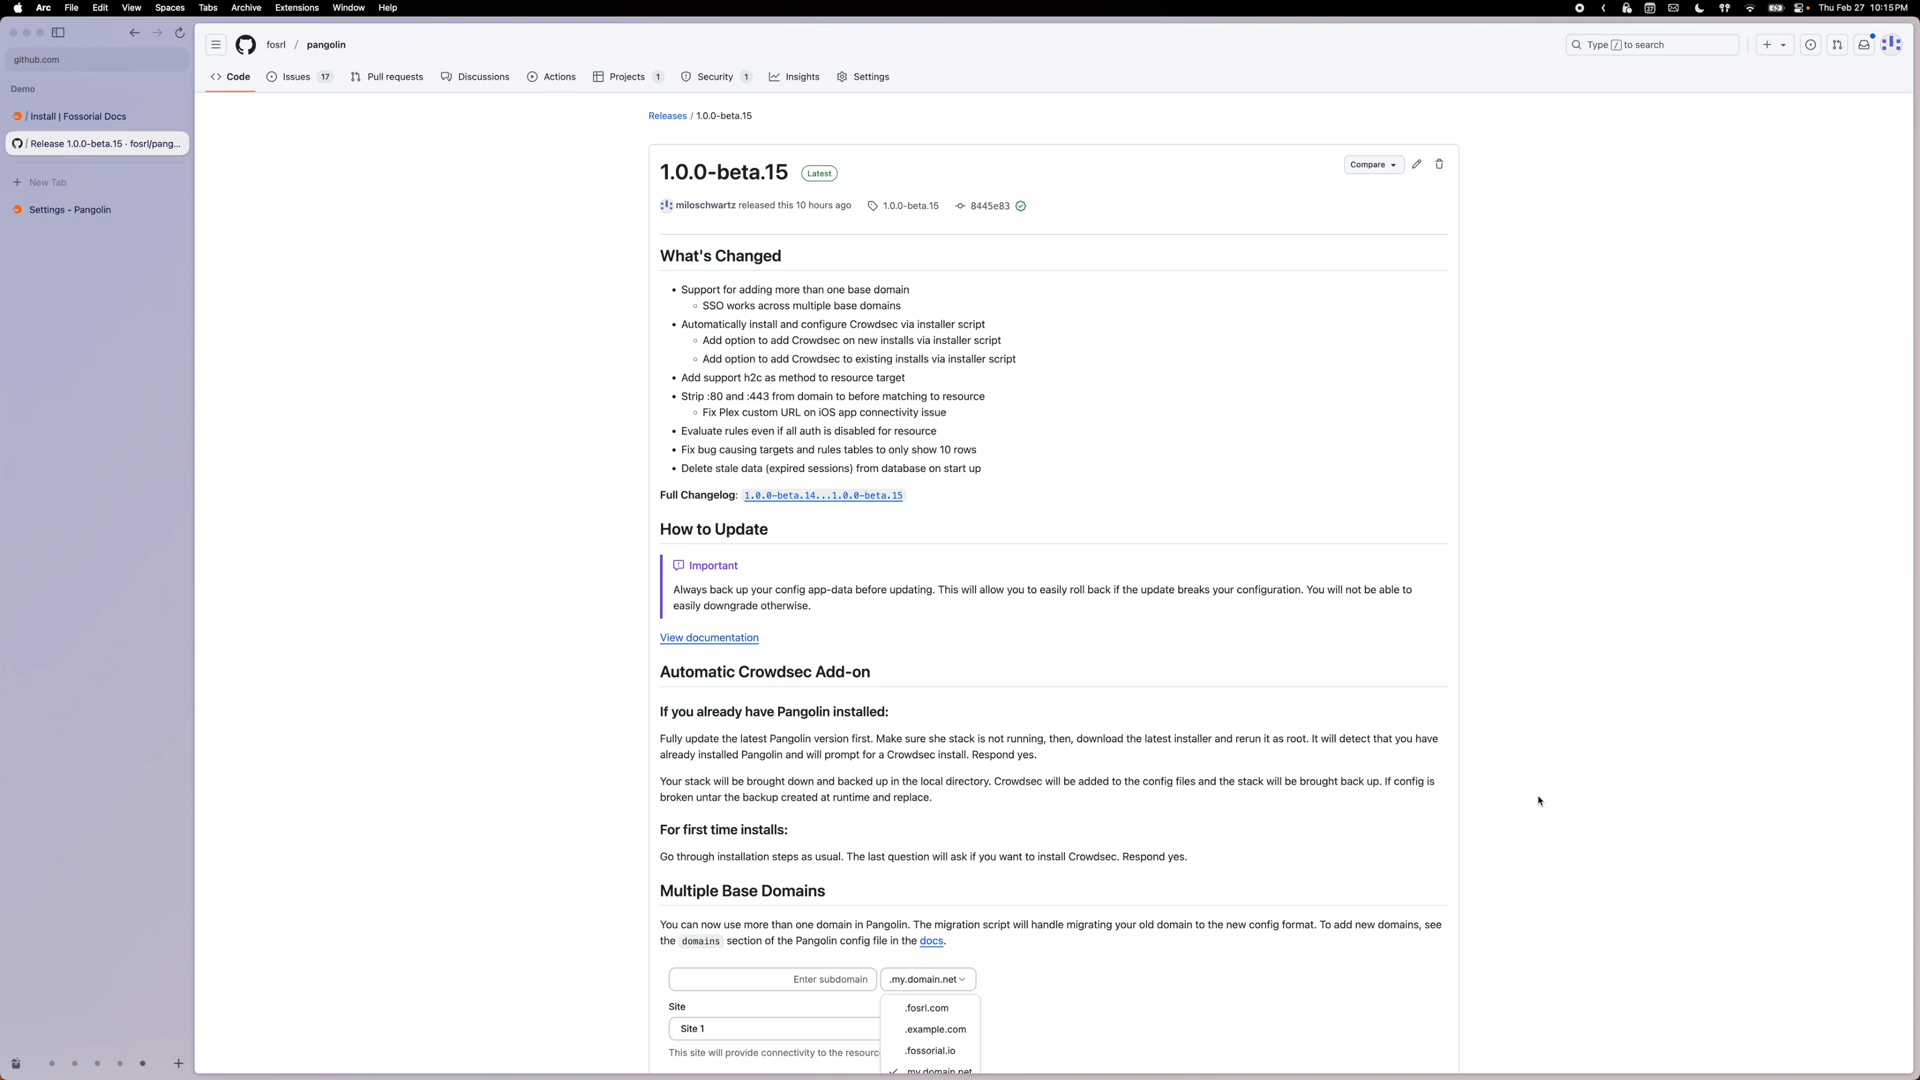 Arc File Edit View Spaces Tabs Archive Extensions Window Help
27
Thu Feb 27 10:15 PM
github.com
Demo
/ Install | Fossorial Docs
/ Release 1.0.0-beta.15 · fosrl/pang...
New Tab
Settings - Pangolin
fosrl / pangolin
Type / to search
Code Issues 17 Pull requests Discussions Actions Projects 1 Security 1 Insights Settings
Releases / 1.0.0-beta.15
1.0.0-beta.15 Latest
Compare
miloschwartz released this 10 hours ago 1.0.0-beta.15 8445e83
What's Changed
• Support for adding more than one base domain
◦ SSO works across multiple base domains
• Automatically install and configure Crowdsec via installer script
◦ Add option to add Crowdsec on new installs via installer script
◦ Add option to add Crowdsec to existing installs via installer script
• Add support h2c as method to resource target
• Strip :80 and :443 from domain to before matching to resource
◦ Fix Plex custom URL on iOS app connectivity issue
• Evaluate rules even if all auth is disabled for resource
• Fix bug causing targets and rules tables to only show 10 rows
• Delete stale data (expired sessions) from database on start up
Full Changelog: 1.0.0-beta.14...1.0.0-beta.15
How to Update
Important
Always back up your config app-data before updating. This will allow you to easily roll back if the update breaks your configuration. You will not be able to
easily downgrade otherwise.
View documentation
Automatic Crowdsec Add-on
If you already have Pangolin installed:
Fully update the latest Pangolin version first. Make sure she stack is not running, then, download the latest installer and rerun it as root. It will detect that you have
already installed Pangolin and will prompt for a Crowdsec install. Respond yes.
Your stack will be brought down and backed up in the local directory. Crowdsec will be added to the config files and the stack will be brought back up. If config is
broken untar the backup created at runtime and replace.
For first time installs:
Go through installation steps as usual. The last question will ask if you want to install Crowdsec. Respond yes.
Multiple Base Domains
You can now use more than one domain in Pangolin. The migration script will handle migrating your old domain to the new config format. To add new domains, see
the domains section of the Pangolin config file in the docs.
Enter subdomain .my.domain.net
Site
.fosrl.com
Site 1
.example.com
This site will provide connectivity to the resourc
.fossorial.io
.my.domain.net